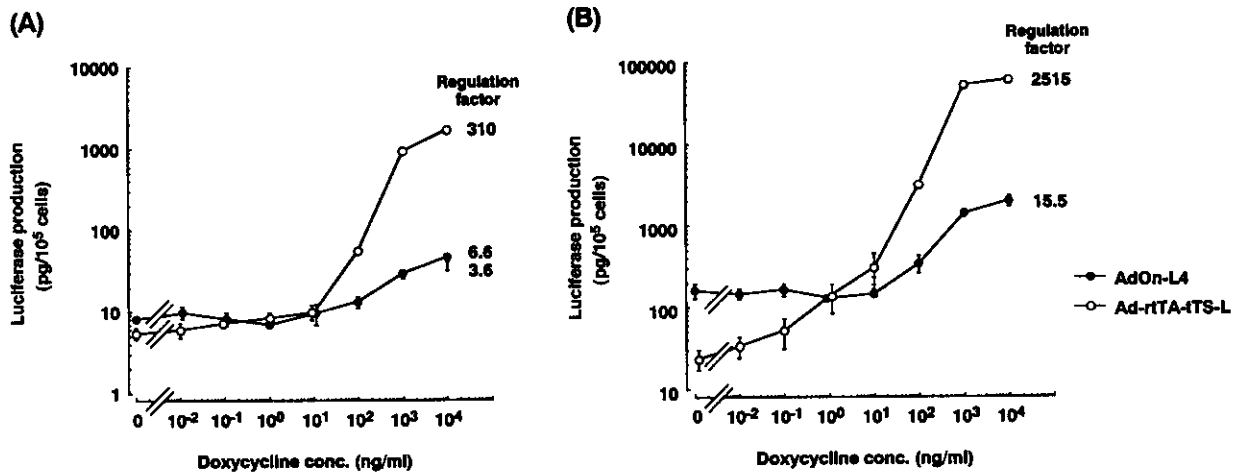 (A)
Regulation
factor
10000
1000
100
10
1
310
6.6
3.6
Luciferase production
(pg/10⁵ cells)
0 10⁻² 10⁻¹ 10⁰ 10¹ 10² 10³ 10⁴
Doxycycline conc. (ng/ml)
(B)
Regulation
factor
100000
10000
1000
100
10
2515
15.5
Luciferase production
(pg/10⁵ cells)
0 10⁻² 10⁻¹ 10⁰ 10¹ 10² 10³ 10⁴
Doxycycline conc. (ng/ml)
AdOn-L4
Ad-rtTA-tTS-L